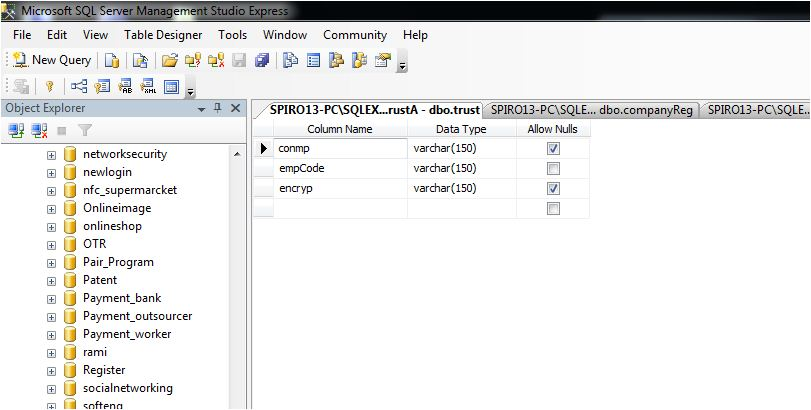 Microsoft SQL Server Management Studio Express
File Edit View Table Designer Tools Window Community Help
New Query
Object Explorer
SPIRO13-PC\SQLEX...rustA - dbo.trust SPIRO13-PC\SQLE... dbo.companyReg SPIRO13-PC\SQLE...
Column Name Data Type Allow Nulls
conmp varchar(150)
empCode varchar(150)
encryp varchar(150)
networksecurity
newlogin
nfc_supermarcket
Onlineimage
onlineshop
OTR
Pair_Program
Patent
Payment_bank
Payment_outsourcer
Payment_worker
rami
Register
socialnetworking
softeng